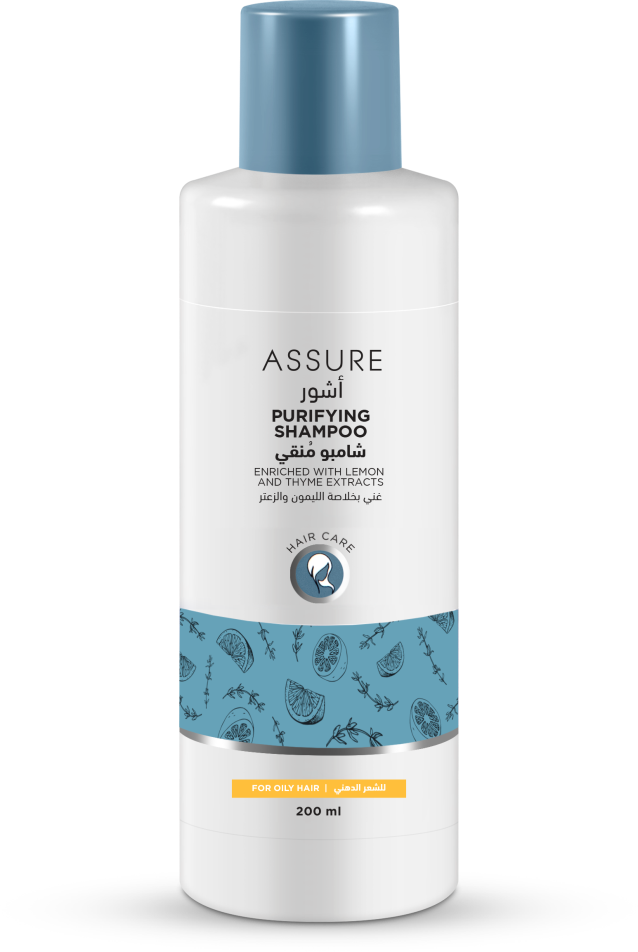 ASSURE
أشور
PURIFYING
SHAMPOO
شامبو مُنقي
ENRICHED WITH LEMON
AND THYME EXTRACTS
غني بخلاصة الليمون والزعتر
HAIR CARE
FOR OILY HAIR | للشعر الدهني
200 ml